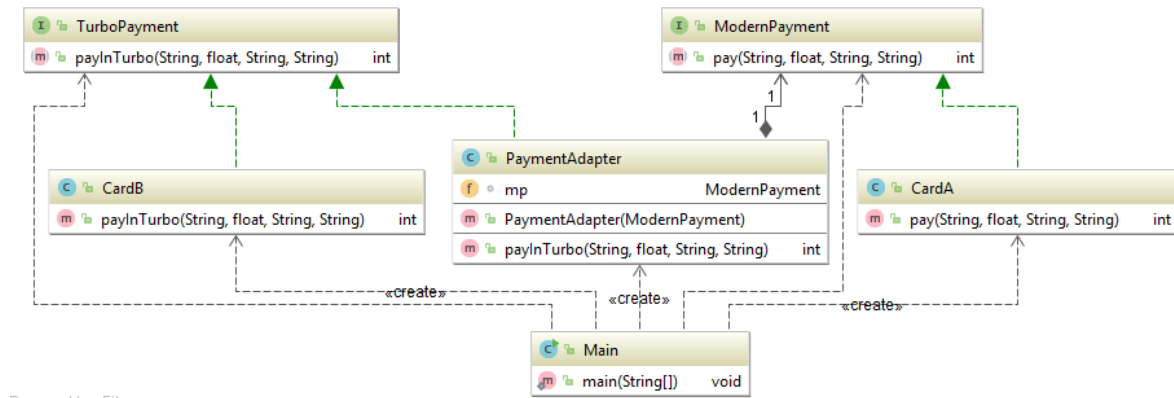 I TurboPayment
m payInTurbo(String, float, String, String) int
I ModernPayment
m pay(String, float, String, String) int
1
1
C PaymentAdapter
f mp ModernPayment
m PaymentAdapter(ModernPayment)
m payInTurbo(String, float, String, String) int
C CardB
m payInTurbo(String, float, String, String) int
C CardA
m pay(String, float, String, String) int
«create»
«create»
«create»
C Main
m main(String[]) void